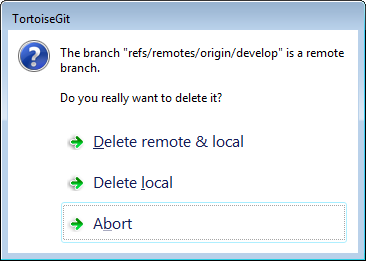 TortoiseGit
The branch "refs/remotes/origin/develop" is a remote
branch.
Do you really want to delete it?
Delete remote & local
Delete local
Abort